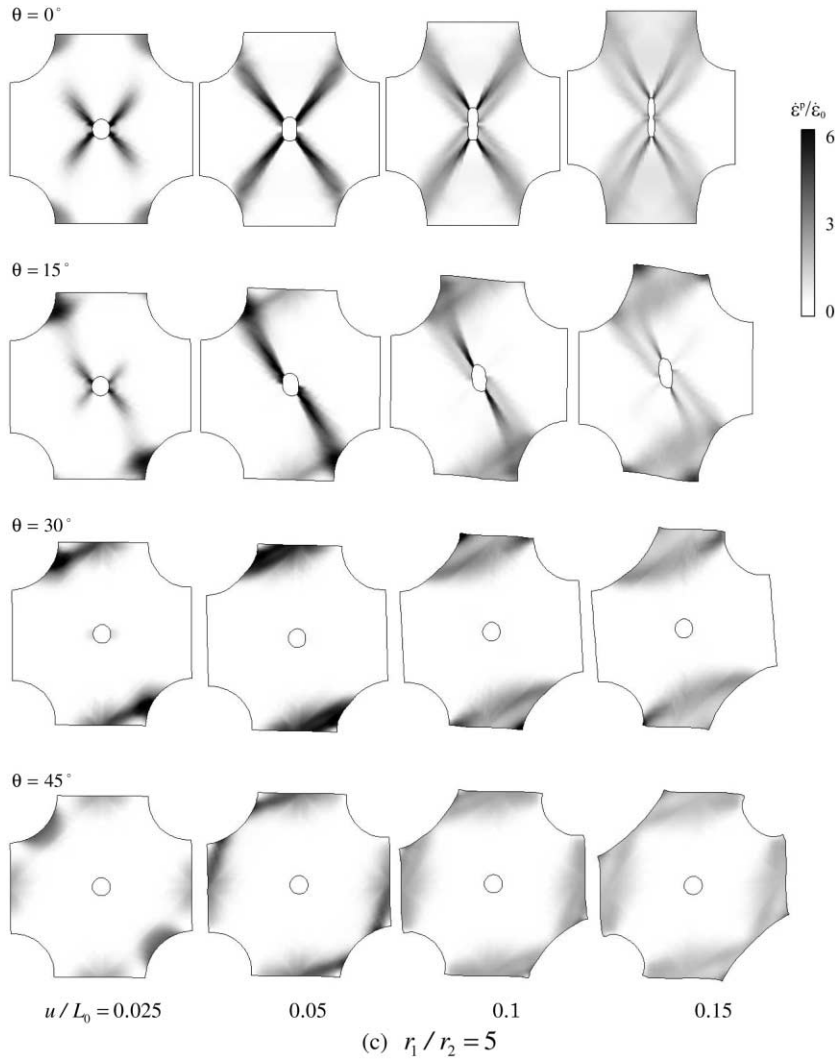 θ = 0°
ε̇ᵖ/ε̇₀
6
3
0
θ = 15°
θ = 30°
θ = 45°
u / L₀ = 0.025 0.05 0.1 0.15
(c) r₁ / r₂ = 5